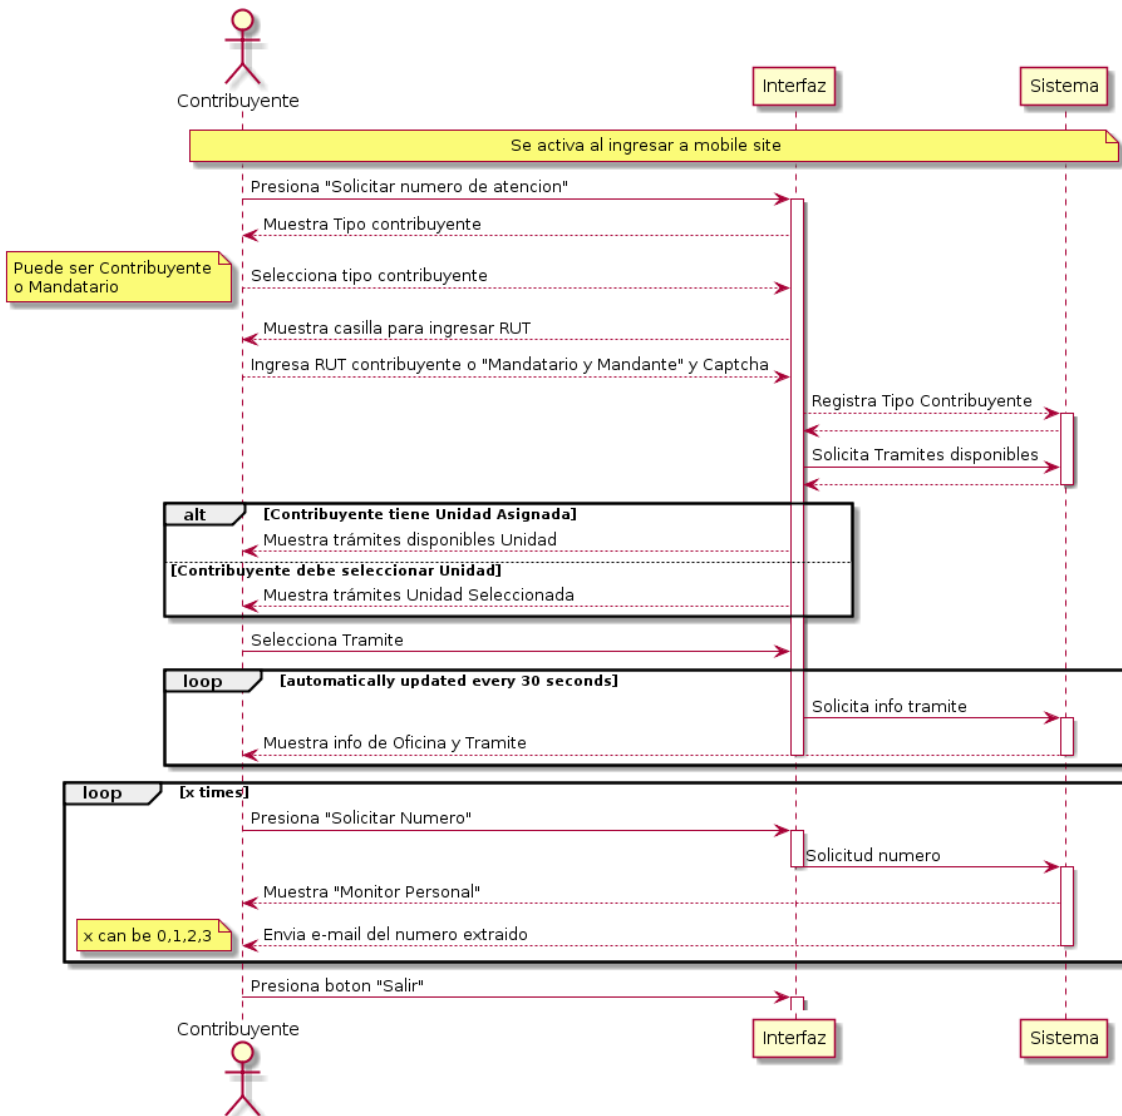 Contribuyente
Interfaz
Sistema
Se activa al ingresar a mobile site
Presiona "Solicitar numero de atencion"
Muestra Tipo contribuyente
Puede ser Contribuyente
o Mandatario
Selecciona tipo contribuyente
Muestra casilla para ingresar RUT
Ingresa RUT contribuyente o "Mandatario y Mandante" y Captcha
Registra Tipo Contribuyente
Solicita Tramites disponibles
alt
[Contribuyente tiene Unidad Asignada]
Muestra trámites disponibles Unidad
[Contribuyente debe seleccionar Unidad]
Muestra trámites Unidad Seleccionada
Selecciona Tramite
loop
[automatically updated every 30 seconds]
Solicita info tramite
Muestra info de Oficina y Tramite
loop
[x times]
Presiona "Solicitar Numero"
Solicitud numero
Muestra "Monitor Personal"
x can be 0,1,2,3
Envia e-mail del numero extraido
Presiona boton "Salir"
Contribuyente
Interfaz
Sistema